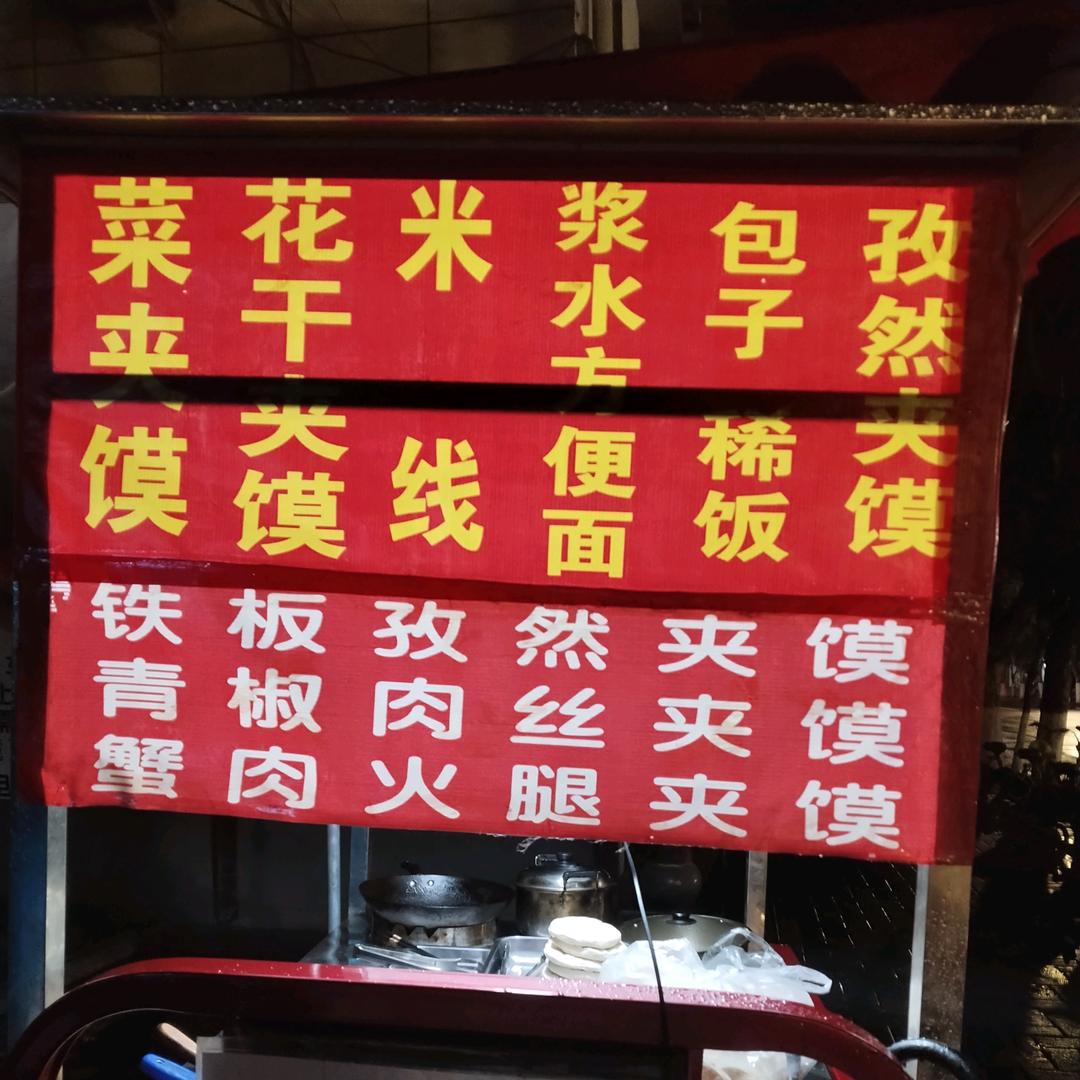 菜夹馍
花干夹馍
米线
浆水方便面
包子
稀饭
孜然夹馍
铁板孜然夹馍
青椒肉丝夹馍
蟹肉火腿夹馍